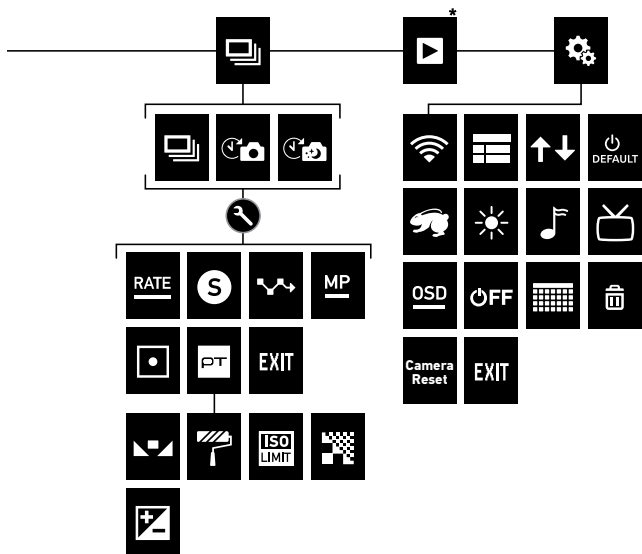 *
DEFAULT
RATE
S
MP
OSD
OFF
PT
EXIT
Camera
Reset
EXIT
ISO
LIMIT